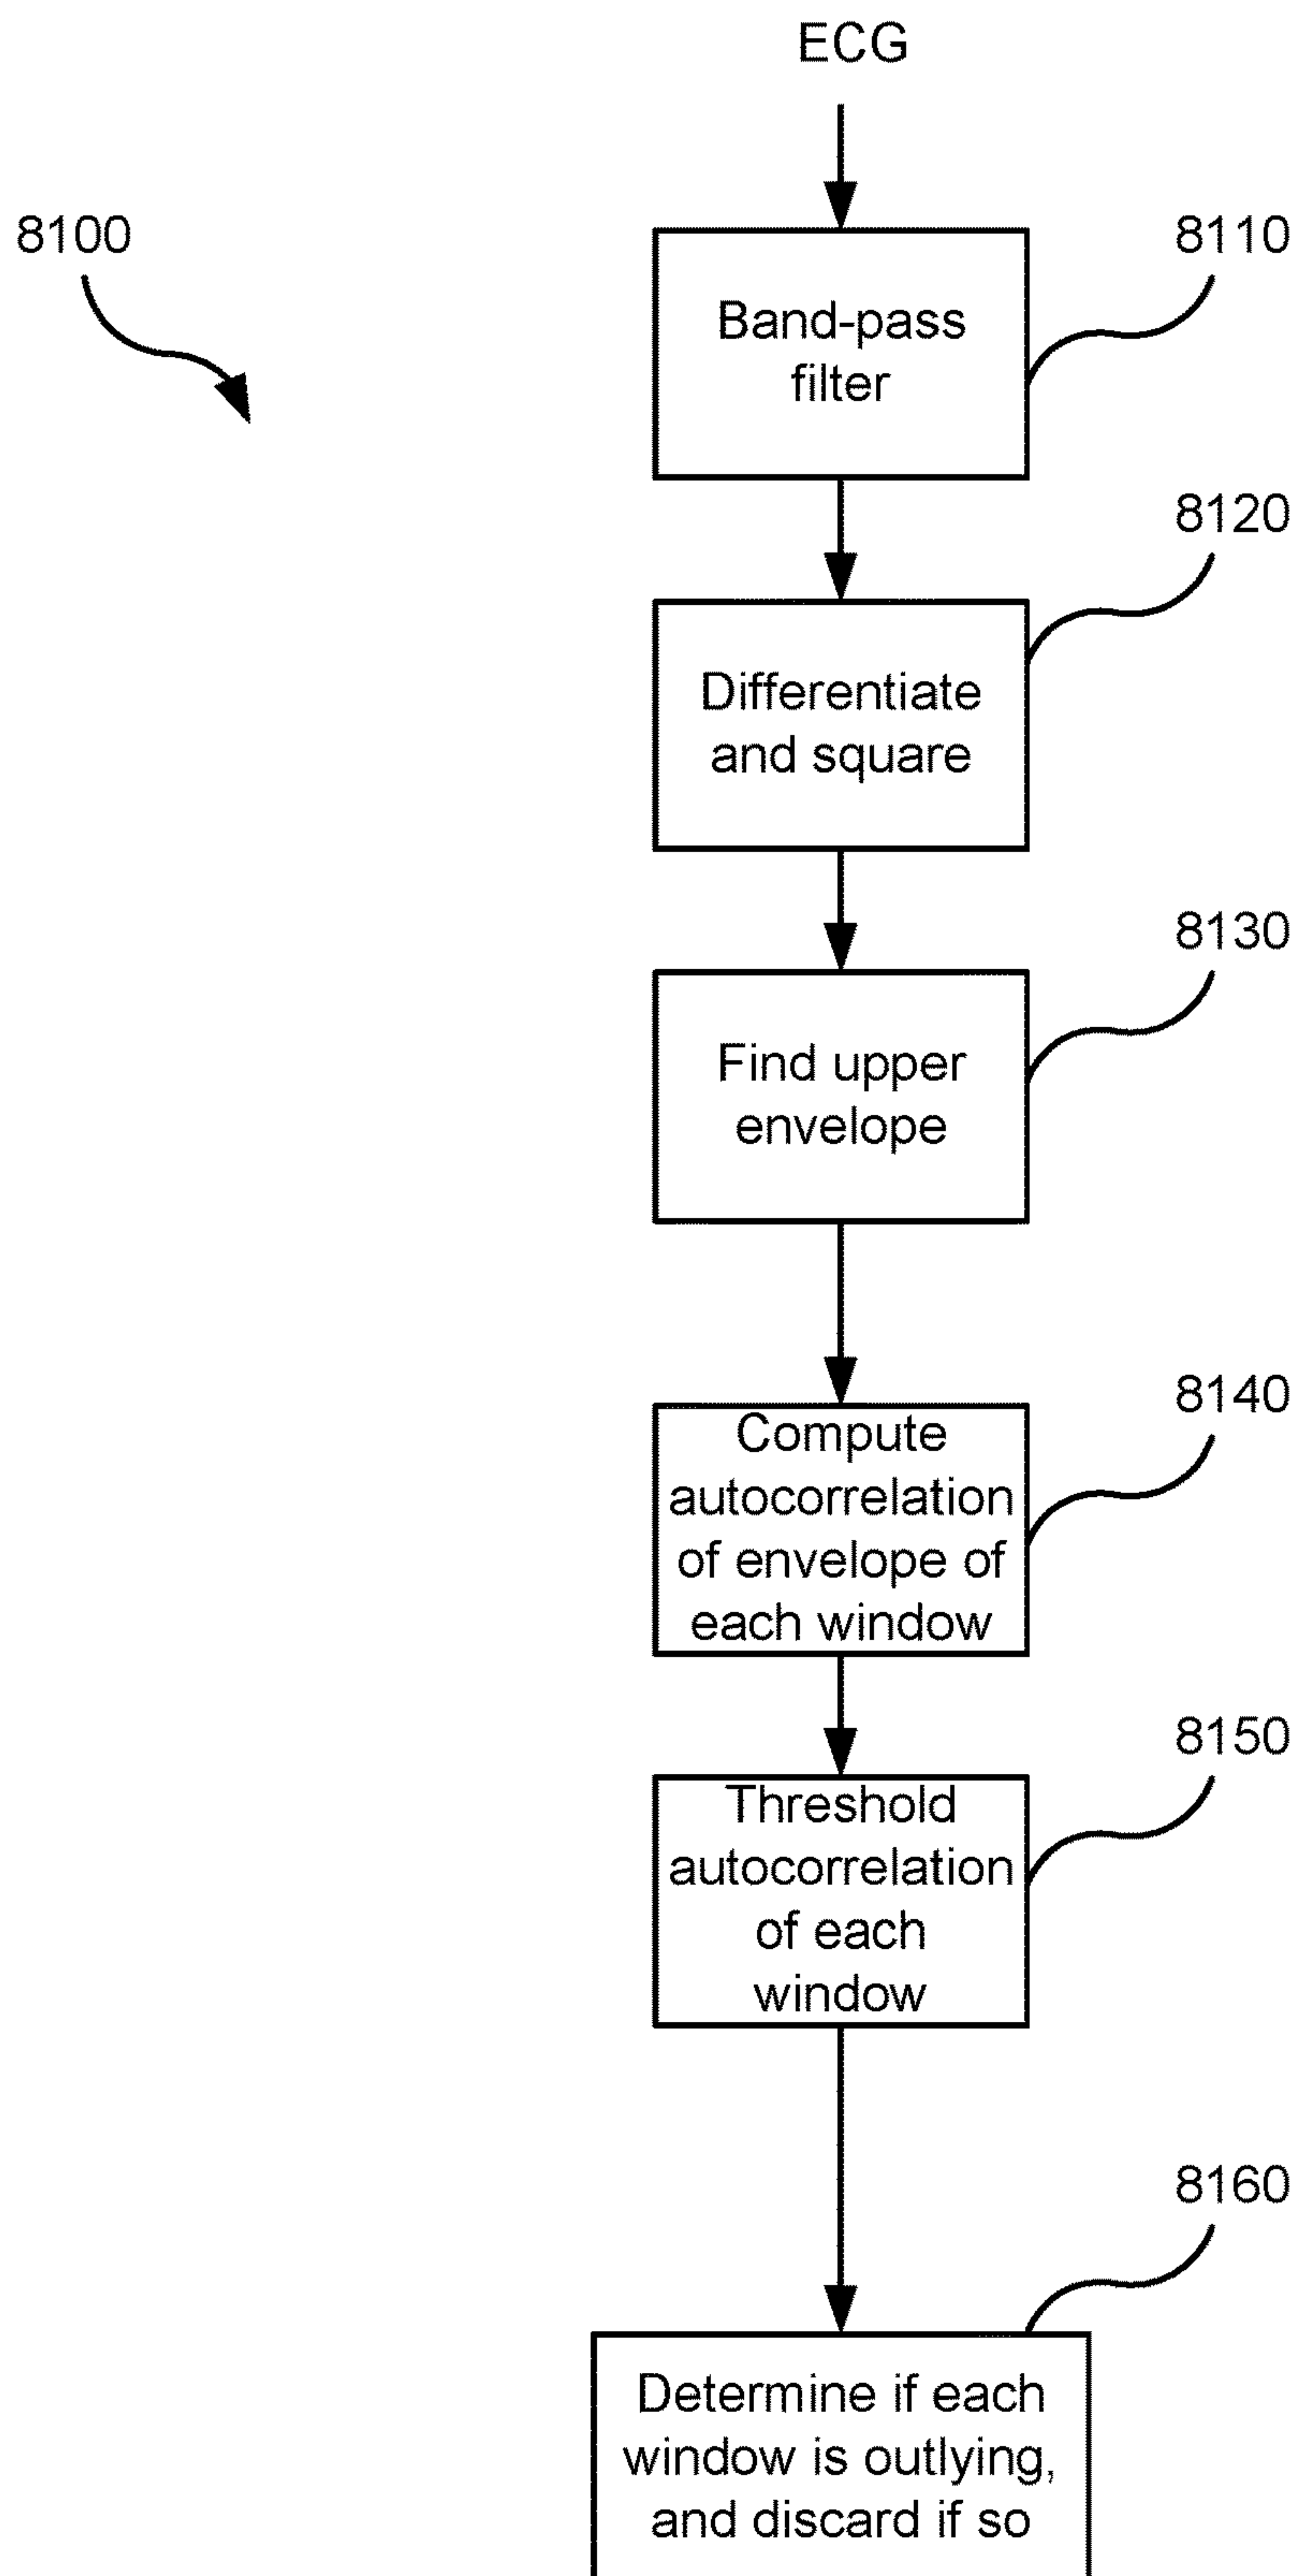 ECG
8100
8110
Band-pass
filter
8120
Differentiate
and square
8130
Find upper
envelope
8140
Compute
autocorrelation
of envelope of
each window
8150
Threshold
autocorrelation
of each
window
8160
Determine if each
window is outlying,
and discard if so